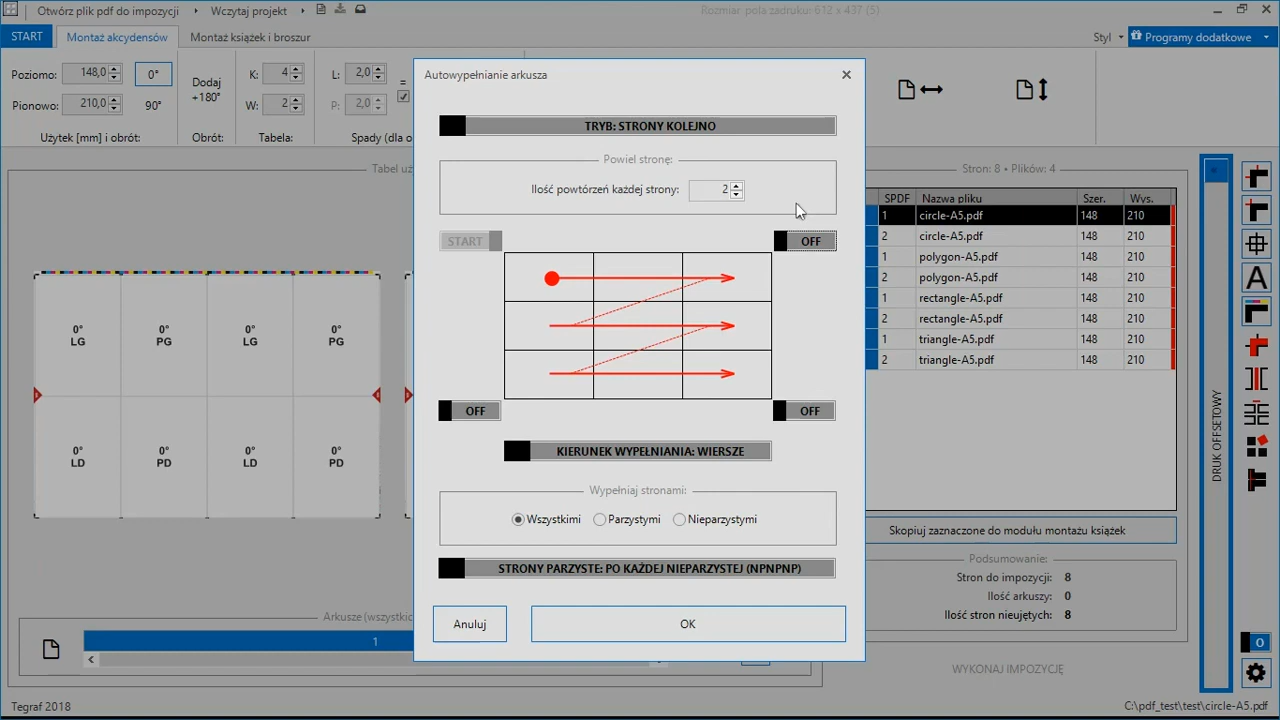 Otwórz plik pdf do impozycji
Wczytaj projekt
Rozmiar pola zadruku: 612 x 437 (5)
START
Montaż akcydensów
Montaż książek i broszur
Styl
Programy dodatkowe
Poziomo: 148,0
0°
Pionowo: 210,0
90°
Użytek [mm] i obrót:
Dodaj
+180°
Obrót:
K: 4
W: 2
Tabela:
L: 2,0
P: 2,0
=
Spady (dla o
Autowypełnianie arkusza
TRYB: STRONY KOLEJNO
Powiel stronę:
Ilość powtórzeń każdej strony: 2
START
OFF
OFF
OFF
KIERUNEK WYPEŁNIANIA: WIERSZE
Wypełniaj stronami:
Wszystkimi
Parzystymi
Nieparzystymi
STRONY PARZYSTE: PO KAŻDEJ NIEPARZYSTEJ (NPNPNP)
Anuluj
OK
Tabel uż
0°
LG
0°
PG
0°
LG
0°
PG
0°
LD
0°
PD
0°
LD
0°
PD
Arkusze (wszystkic
1
Stron: 8 • Plików: 4
SPDF Nazwa pliku Szer. Wys.
1 circle-A5.pdf 148 210
2 circle-A5.pdf 148 210
1 polygon-A5.pdf 148 210
2 polygon-A5.pdf 148 210
1 rectangle-A5.pdf 148 210
2 rectangle-A5.pdf 148 210
1 triangle-A5.pdf 148 210
2 triangle-A5.pdf 148 210
Skopiuj zaznaczone do modułu montażu książek
Podsumowanie:
Stron do impozycji: 8
Ilość arkuszy: 0
Ilość stron nieujętych: 8
WYKONAJ IMPOZYCJĘ
DRUK OFFSETOWY
A
O
Tegraf 2018
C:\pdf_test\test\circle-A5.pdf